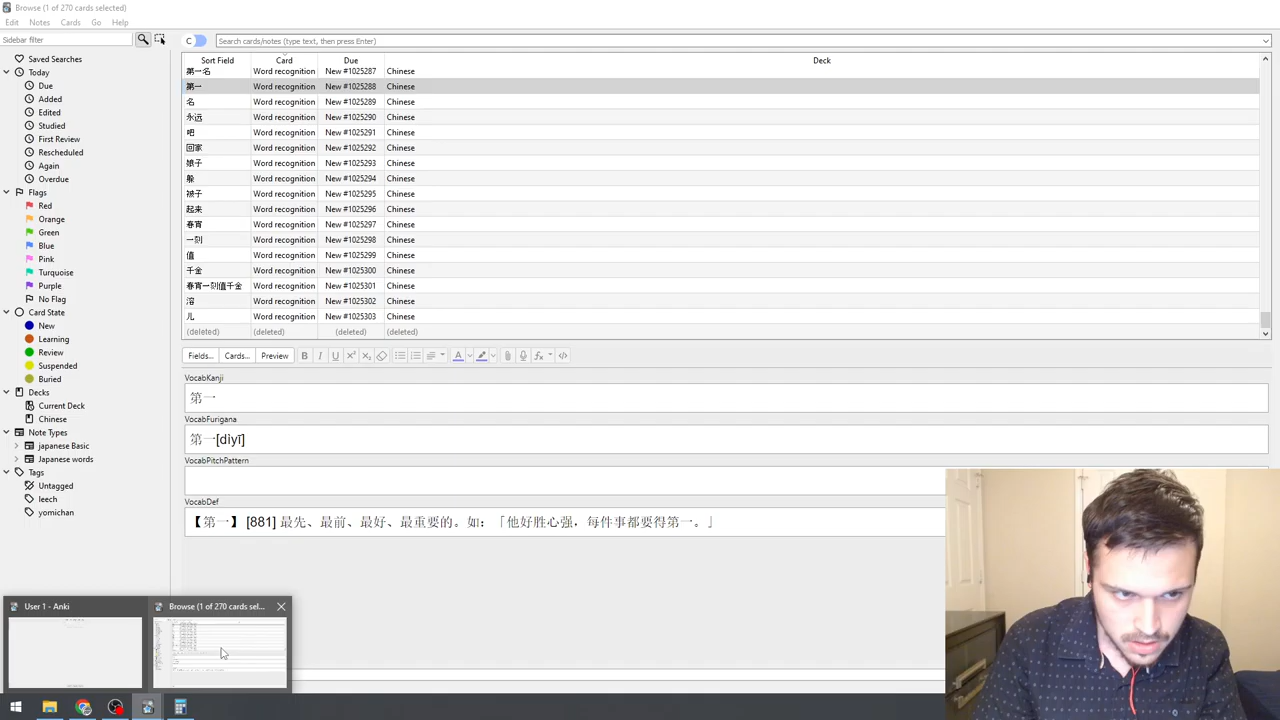 Browse (1 of 270 cards selected)
Edit Notes Cards Go Help
Sidebar filter
C
Search cards/notes (type text, then press Enter)
Saved Searches
Today
Due
Added
Edited
Studied
First Review
Rescheduled
Again
Overdue
Flags
Red
Orange
Green
Blue
Pink
Turquoise
Purple
No Flag
Card State
New
Learning
Review
Suspended
Buried
Decks
Current Deck
Chinese
Note Types
japanese Basic
Japanese words
Tags
Untagged
leech
yomichan
Sort Field Card Due Deck
第一名 Word recognition New #1025287 Chinese
第一 Word recognition New #1025288 Chinese
名 Word recognition New #1025289 Chinese
永远 Word recognition New #1025290 Chinese
吧 Word recognition New #1025291 Chinese
回家 Word recognition New #1025292 Chinese
娘子 Word recognition New #1025293 Chinese
躲 Word recognition New #1025294 Chinese
被子 Word recognition New #1025295 Chinese
起来 Word recognition New #1025296 Chinese
春宵 Word recognition New #1025297 Chinese
一刻 Word recognition New #1025298 Chinese
值 Word recognition New #1025299 Chinese
千金 Word recognition New #1025300 Chinese
春宵一刻值千金 Word recognition New #1025301 Chinese
溶 Word recognition New #1025302 Chinese
儿 Word recognition New #1025303 Chinese
(deleted) (deleted) (deleted) (deleted)
Fields... Cards... Preview B I U X² X₂ A fx
VocabKanji
第一
VocabFurigana
第一[dìyī]
VocabPitchPattern
VocabDef
【第一】 [881] 最先、最前、最好、最重要的。如：「他好胜心强，每件事都要得第一。」
User 1 - Anki
Browse (1 of 270 cards sel...